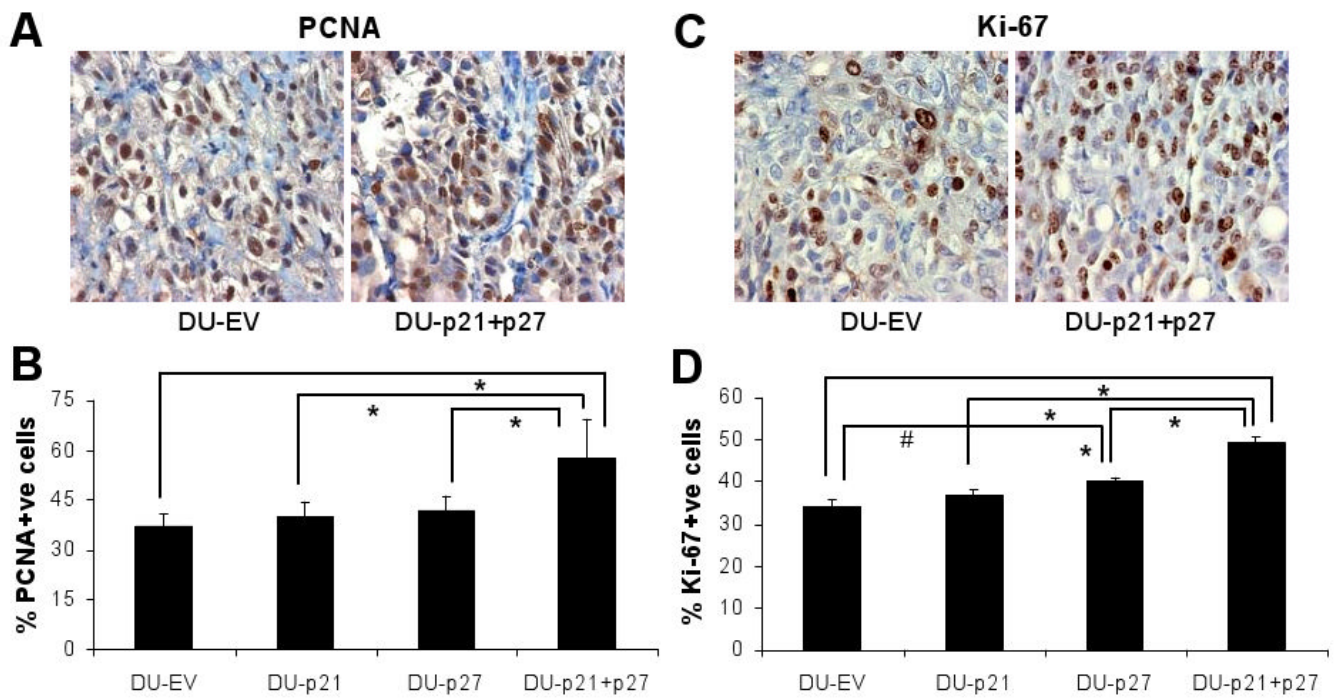 A
PCNA
DU-EV
DU-p21+p27
B
% PCNA+ve cells
75
60
45
30
15
0
*
*
*
DU-EV
DU-p21
DU-p27
DU-p21+p27
C
Ki-67
DU-EV
DU-p21+p27
D
% Ki-67+ve cells
60
50
40
30
20
10
0
*
*
*
#
*
DU-EV
DU-p21
DU-p27
DU-p21+p27